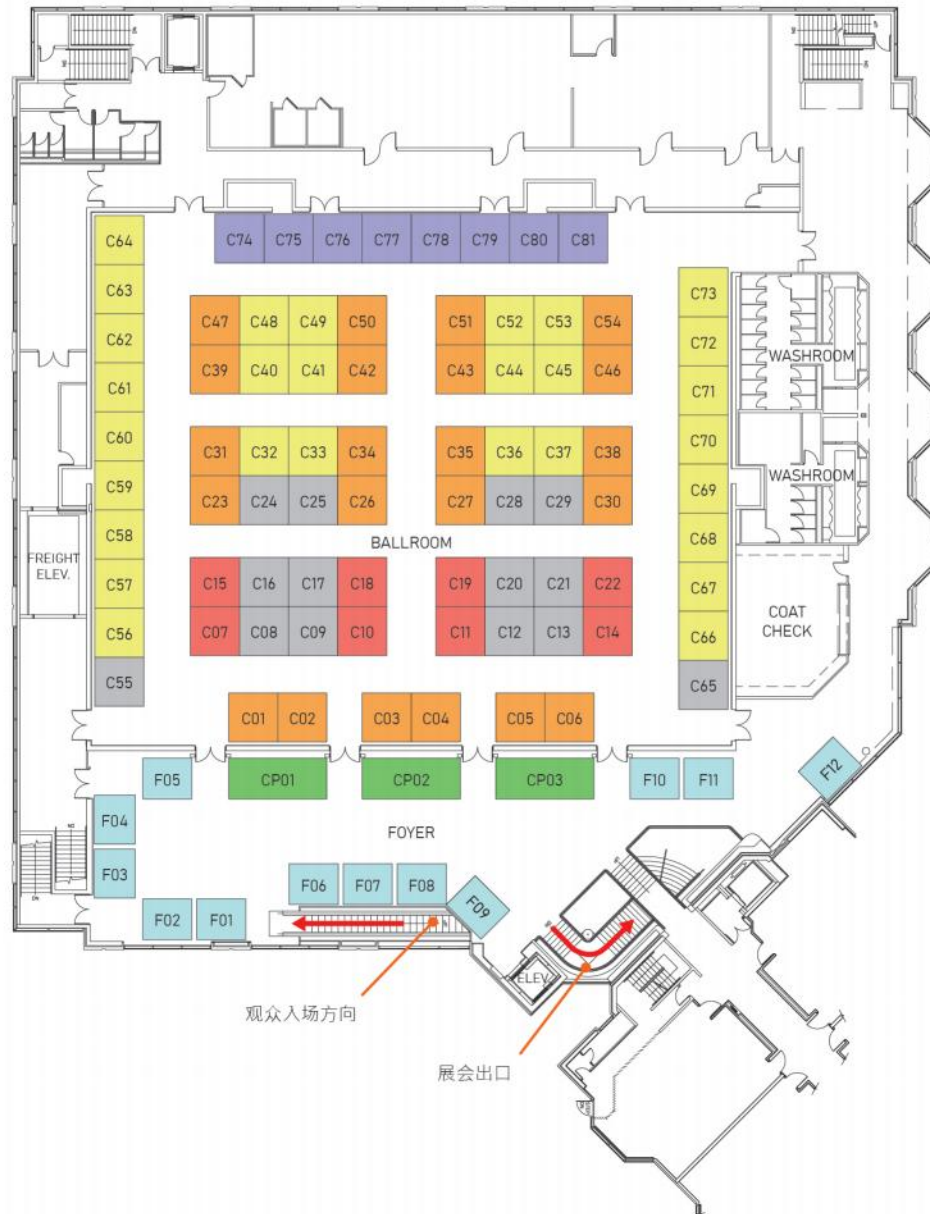 C74 C75 C76 C77 C78 C79 C80 C81
C64
C63
C62
C61
C60
C59
C58
C57
C56
C55
C47 C48 C49 C50
C39 C40 C41 C42
C51 C52 C53 C54
C43 C44 C45 C46
C31 C32 C33 C34
C23 C24 C25 C26
C35 C36 C37 C38
C27 C28 C29 C30
BALLROOM
C15 C16 C17 C18
C07 C08 C09 C10
C19 C20 C21 C22
C11 C12 C13 C14
C73
C72
C71
C70
C69
C68
C67
C66
C65
WASHROOM
WASHROOM
COAT
CHECK
FREIGHT
ELEV.
C01 C02 C03 C04 C05 C06
CP01 CP02 CP03
F05 F10 F11 F12
F04
F03
FOYER
F06 F07 F08 F09
F02 F01
ELEV.
观众入场方向
展会出口